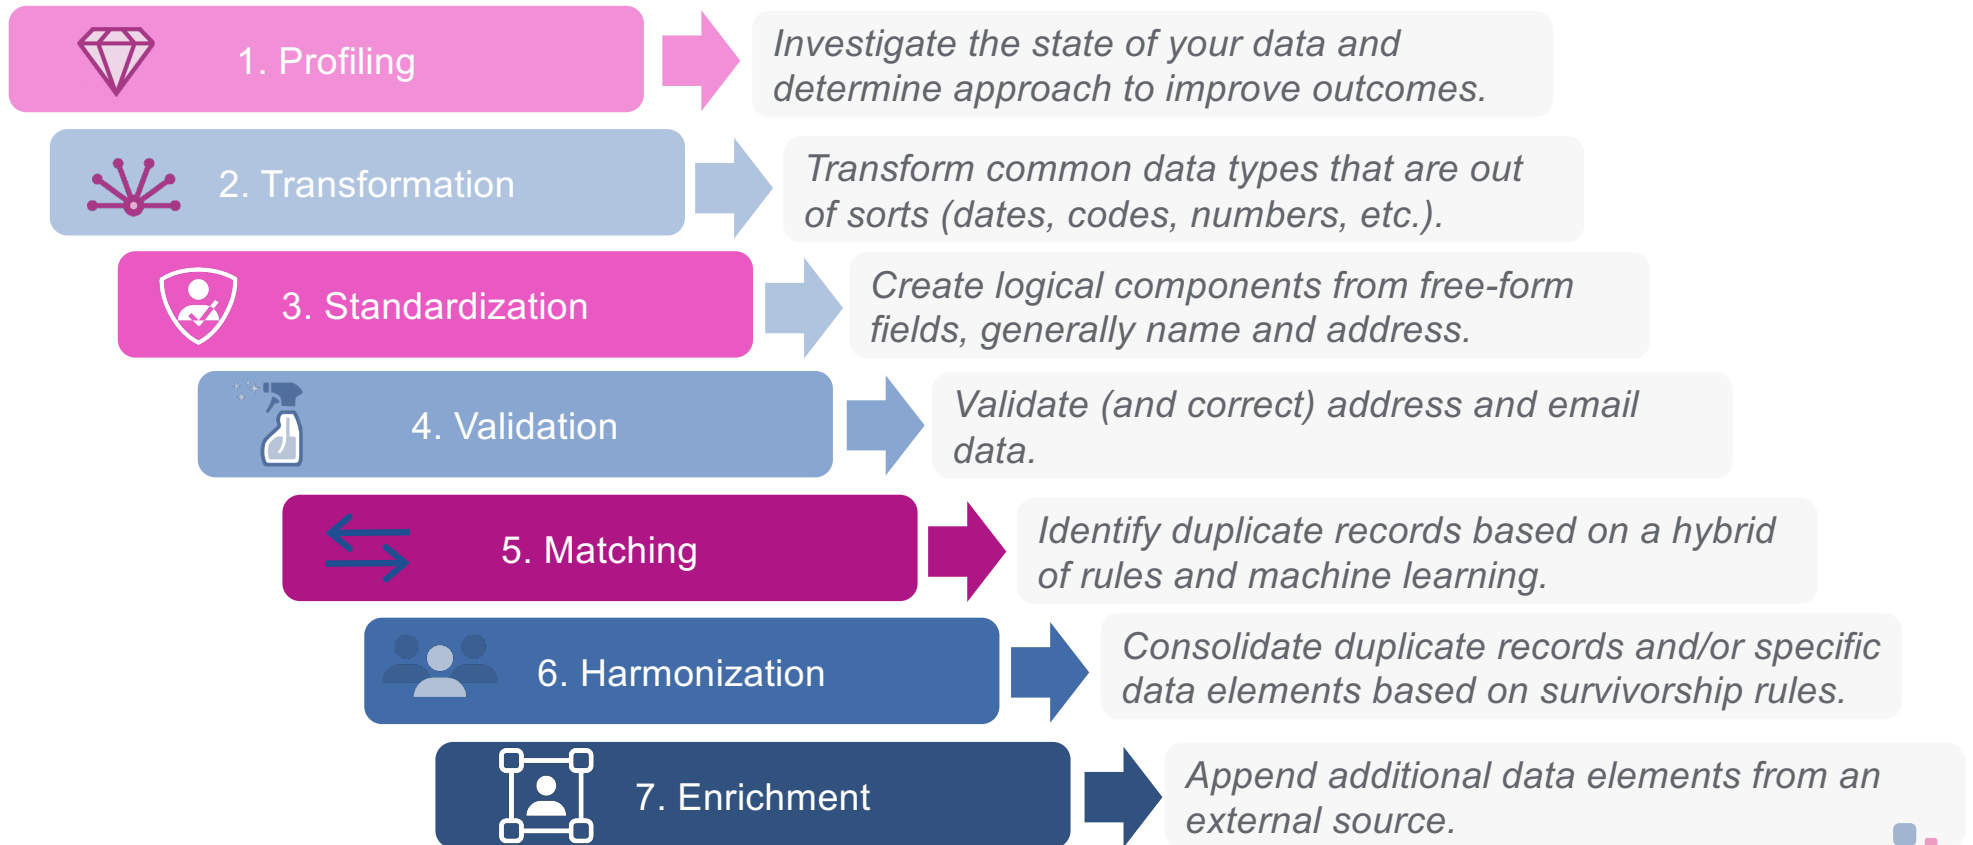 1. Profiling
Investigate the state of your data and
determine approach to improve outcomes.
2. Transformation
Transform common data types that are out
of sorts (dates, codes, numbers, etc.).
3. Standardization
Create logical components from free-form
fields, generally name and address.
4. Validation
Validate (and correct) address and email
data.
5. Matching
Identify duplicate records based on a hybrid
of rules and machine learning.
6. Harmonization
Consolidate duplicate records and/or specific
data elements based on survivorship rules.
7. Enrichment
Append additional data elements from an
external source.